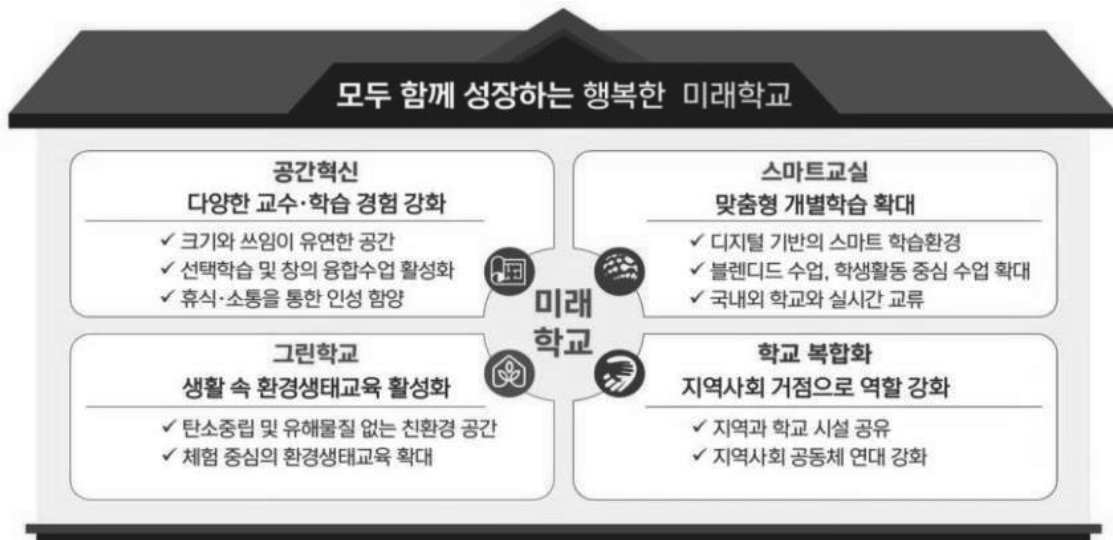 모두 함께 성장하는 행복한 미래학교
공간혁신
다양한 교수·학습 경험 강화
✓ 크기와 쓰임이 유연한 공간
✓ 선택학습 및 창의 융합수업 활성화
✓ 휴식·소통을 통한 인성 함양
스마트교실
맞춤형 개별학습 확대
✓ 디지털 기반의 스마트 학습환경
✓ 블렌디드 수업, 학생활동 중심 수업 확대
✓ 국내외 학교와 실시간 교류
미래
학교
그린학교
생활 속 환경생태교육 활성화
✓ 탄소중립 및 유해물질 없는 친환경 공간
✓ 체험 중심의 환경생태교육 확대
학교 복합화
지역사회 거점으로 역할 강화
✓ 지역과 학교 시설 공유
✓ 지역사회 공동체 연대 강화